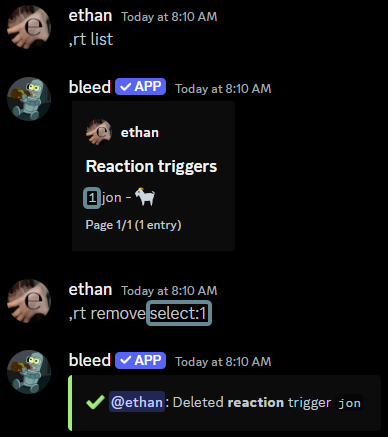 ethan Today at 8:10 AM
,rt list
bleed ✓ APP Today at 8:10 AM
ethan
Reaction triggers
1 jon - 🐐
Page 1/1 (1 entry)
ethan Today at 8:10 AM
,rt remove select:1
bleed ✓ APP Today at 8:10 AM
@ethan: Deleted reaction trigger jon